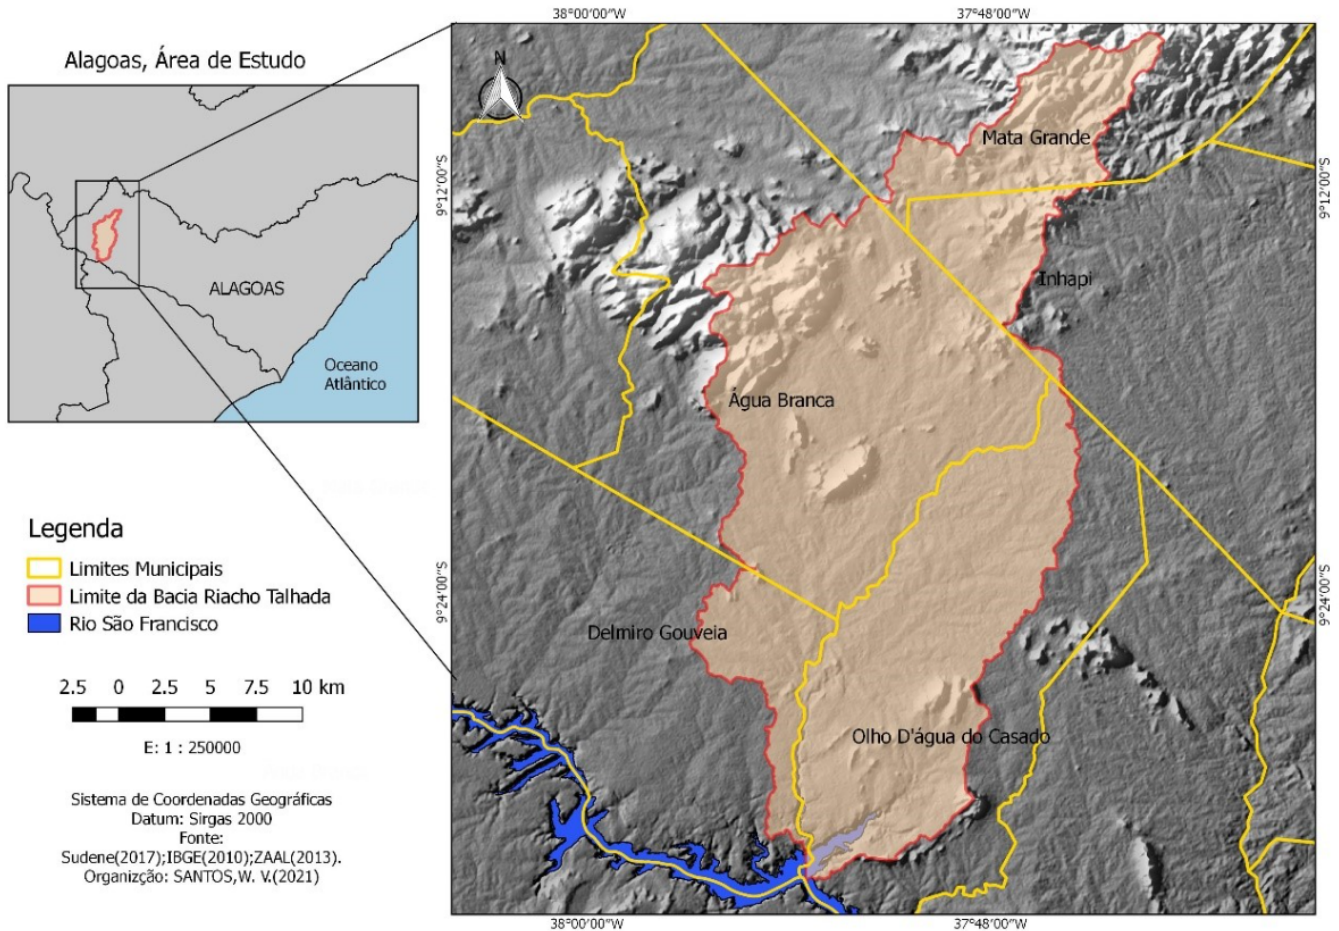 Alagoas, Área de Estudo
ALAGOAS
Oceano
Atlântico
Legenda
Limites Municipais
Limite da Bacia Riacho Talhada
Rio São Francisco
2.5 0 2.5 5 7.5 10 km
E: 1 : 250000
Sistema de Coordenadas Geográficas
Datum: Sirgas 2000
Fonte:
Sudene(2017);IBGE(2010);ZAAL(2013).
Organizção: SANTOS,W. V.(2021)
38°00'00"W
37°48'00"W
N
9°12'00"S
9°12'00"S
Mata Grande
Inhapi
Água Branca
9°24'00"S
9°24'00"S
Delmiro Gouveia
Olho D'água do Casado
38°00'00"W
37°48'00"W